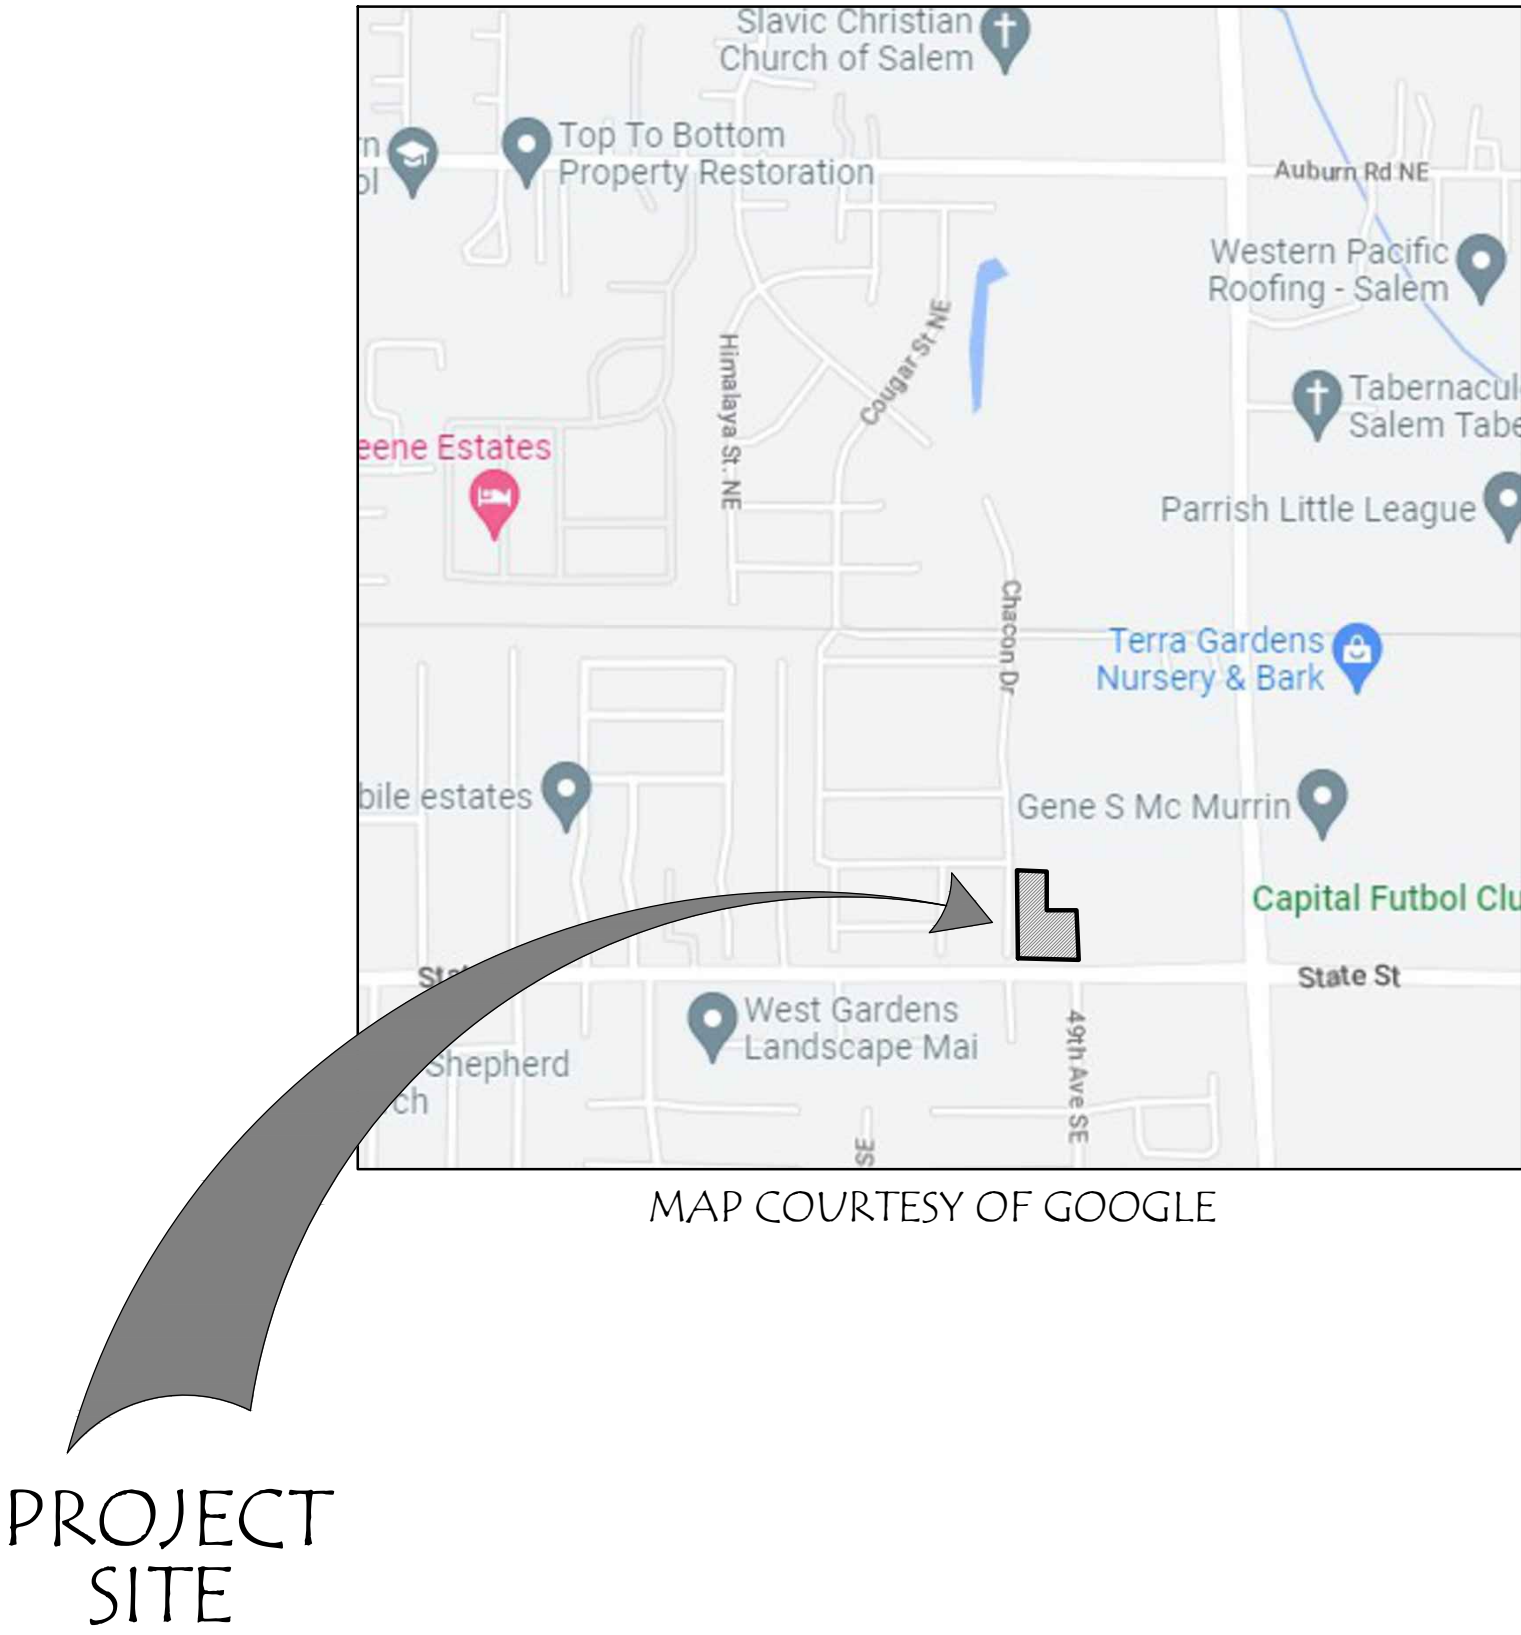 Slavic Christian
Church of Salem
Top To Bottom
Property Restoration
Auburn Rd NE
Western Pacific
Roofing - Salem
Himalaya St. NE
Cougar St NE
Tabernacul
Salem Tabe
eene Estates
Parrish Little League
Chacon Dr
Terra Gardens
Nursery & Bark
bile estates
Gene S Mc Murrin
Capital Futbol Clu
State St
West Gardens
Landscape Mai
49th Ave SE
Shepherd
ch
SE
MAP COURTESY OF GOOGLE
PROJECT
SITE